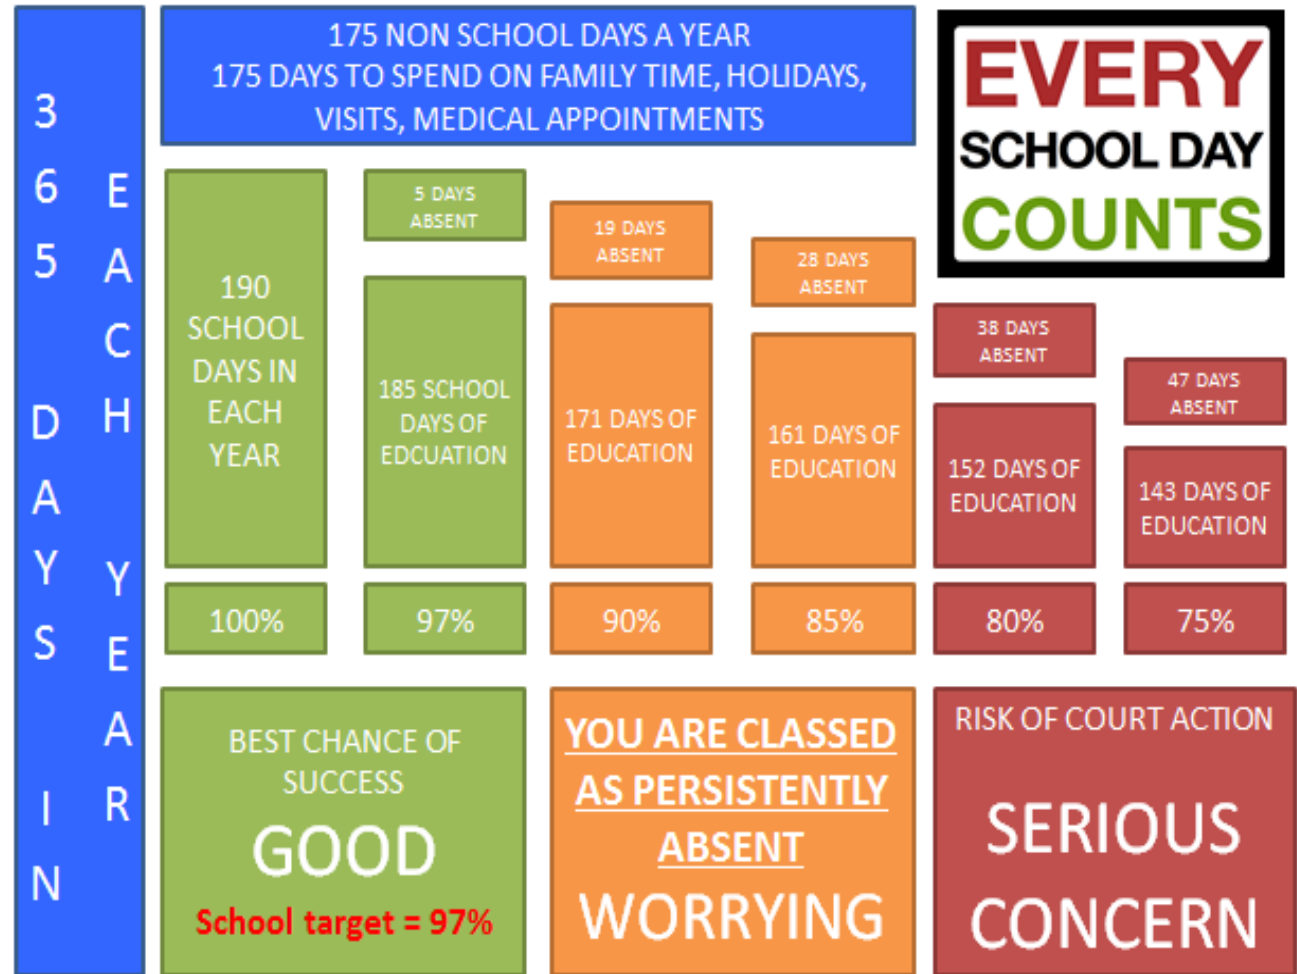 365 DAYS IN
EACH YEAR
175 NON SCHOOL DAYS A YEAR
175 DAYS TO SPEND ON FAMILY TIME, HOLIDAYS,
VISITS, MEDICAL APPOINTMENTS
EVERY
SCHOOL DAY
COUNTS
190
SCHOOL
DAYS IN
EACH
YEAR
100%
5 DAYS
ABSENT
185 SCHOOL
DAYS OF
EDCUATION
97%
19 DAYS
ABSENT
171 DAYS OF
EDUCATION
90%
28 DAYS
ABSENT
161 DAYS OF
EDUCATION
85%
38 DAYS
ABSENT
152 DAYS OF
EDUCATION
80%
47 DAYS
ABSENT
143 DAYS OF
EDUCATION
75%
BEST CHANCE OF
SUCCESS
GOOD
School target = 97%
YOU ARE CLASSED
AS PERSISTENTLY
ABSENT
WORRYING
RISK OF COURT ACTION
SERIOUS
CONCERN